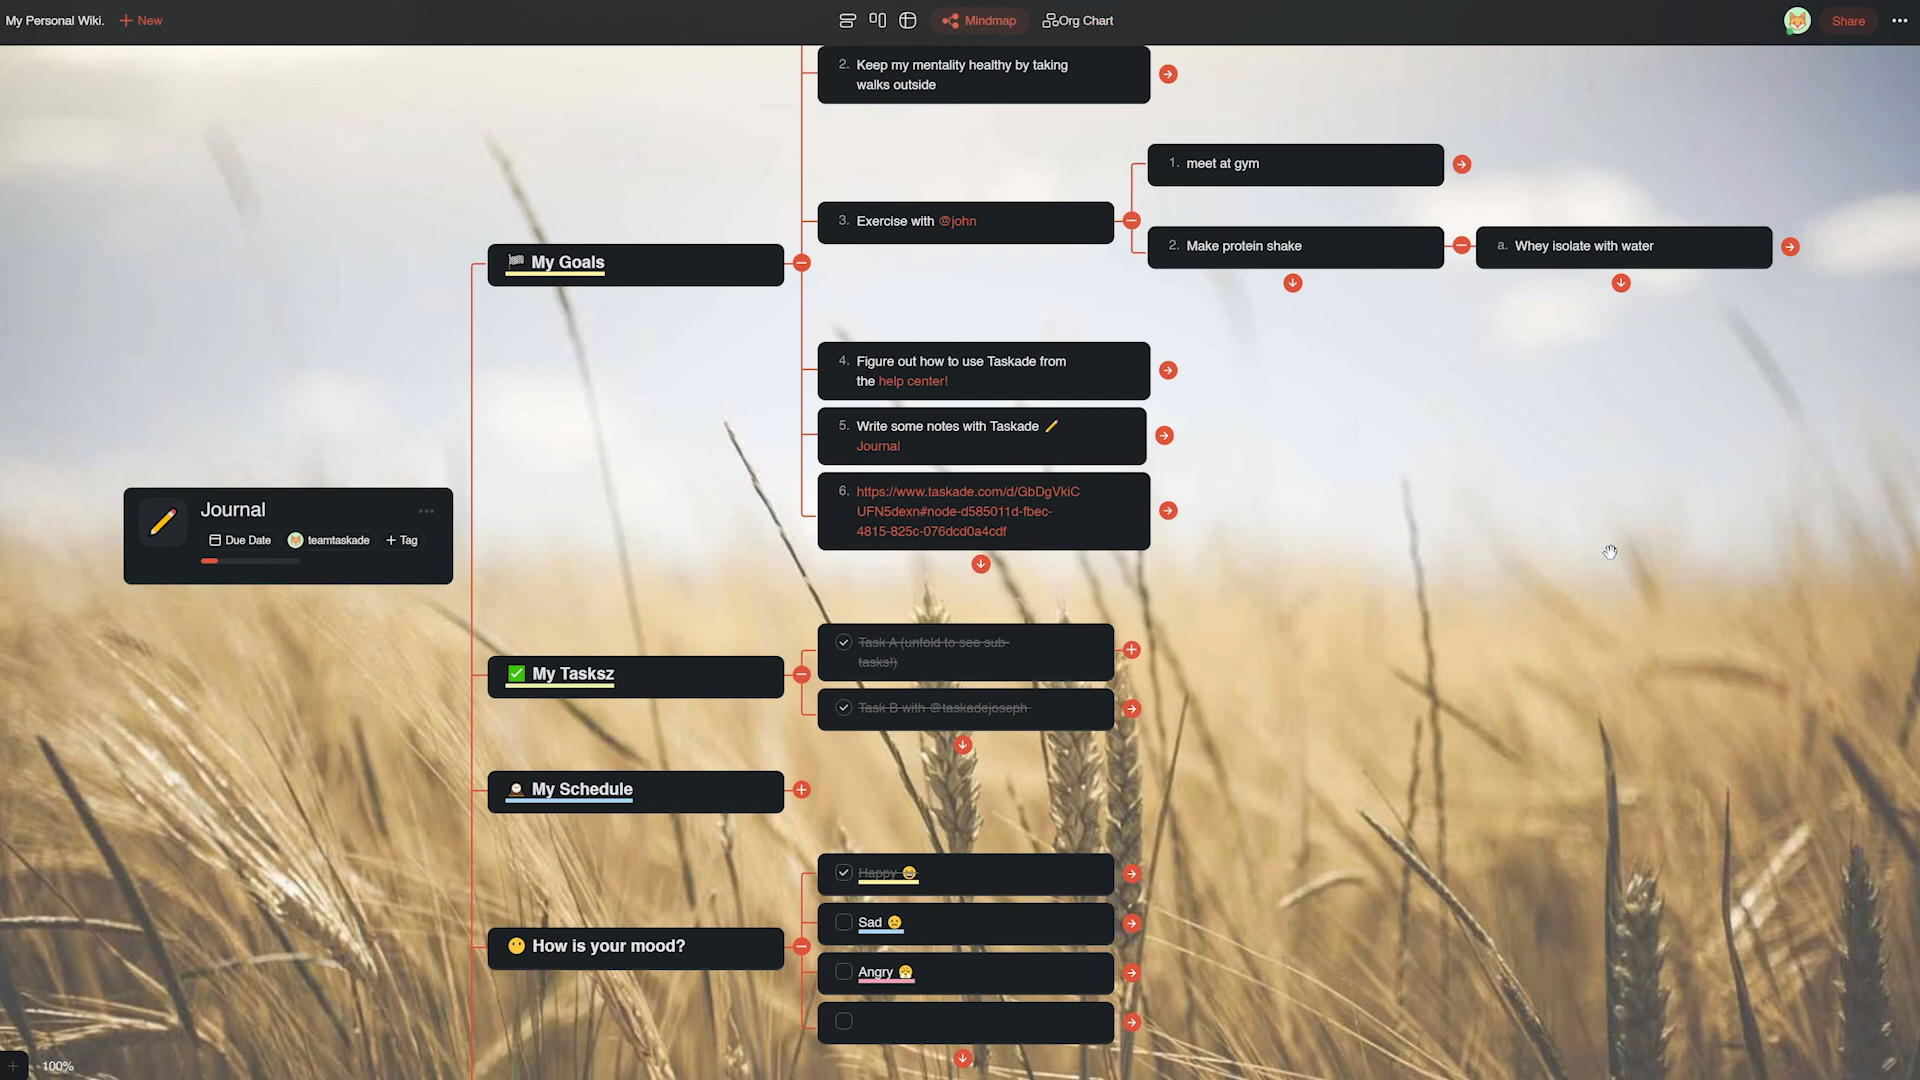 My Personal Wiki.
+ New
Mindmap
Org Chart
Share
2. Keep my mentality healthy by taking
walks outside
1. meet at gym
3. Exercise with @john
2. Make protein shake
a. Whey isolate with water
My Goals
4. Figure out how to use Taskade from
the help center!
5. Write some notes with Taskade
Journal
6. https://www.taskade.com/d/GbDgVkiC
UFN5dexn#node-d585011d-fbec-
4815-825c-076dcd0a4cdf
Journal
Due Date
teamtaskade
+ Tag
Task A (unfold to see sub-
tasks!)
My Tasksz
Task B with @taskadejoseph
My Schedule
Happy
Sad
How is your mood?
Angry
100%